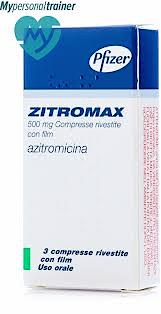 Mypersonaltrainer
Pfizer
ZITROMAX
500 mg Compresse rivestite
con film
azitromicina
3 compresse rivestite
con film
Uso orale